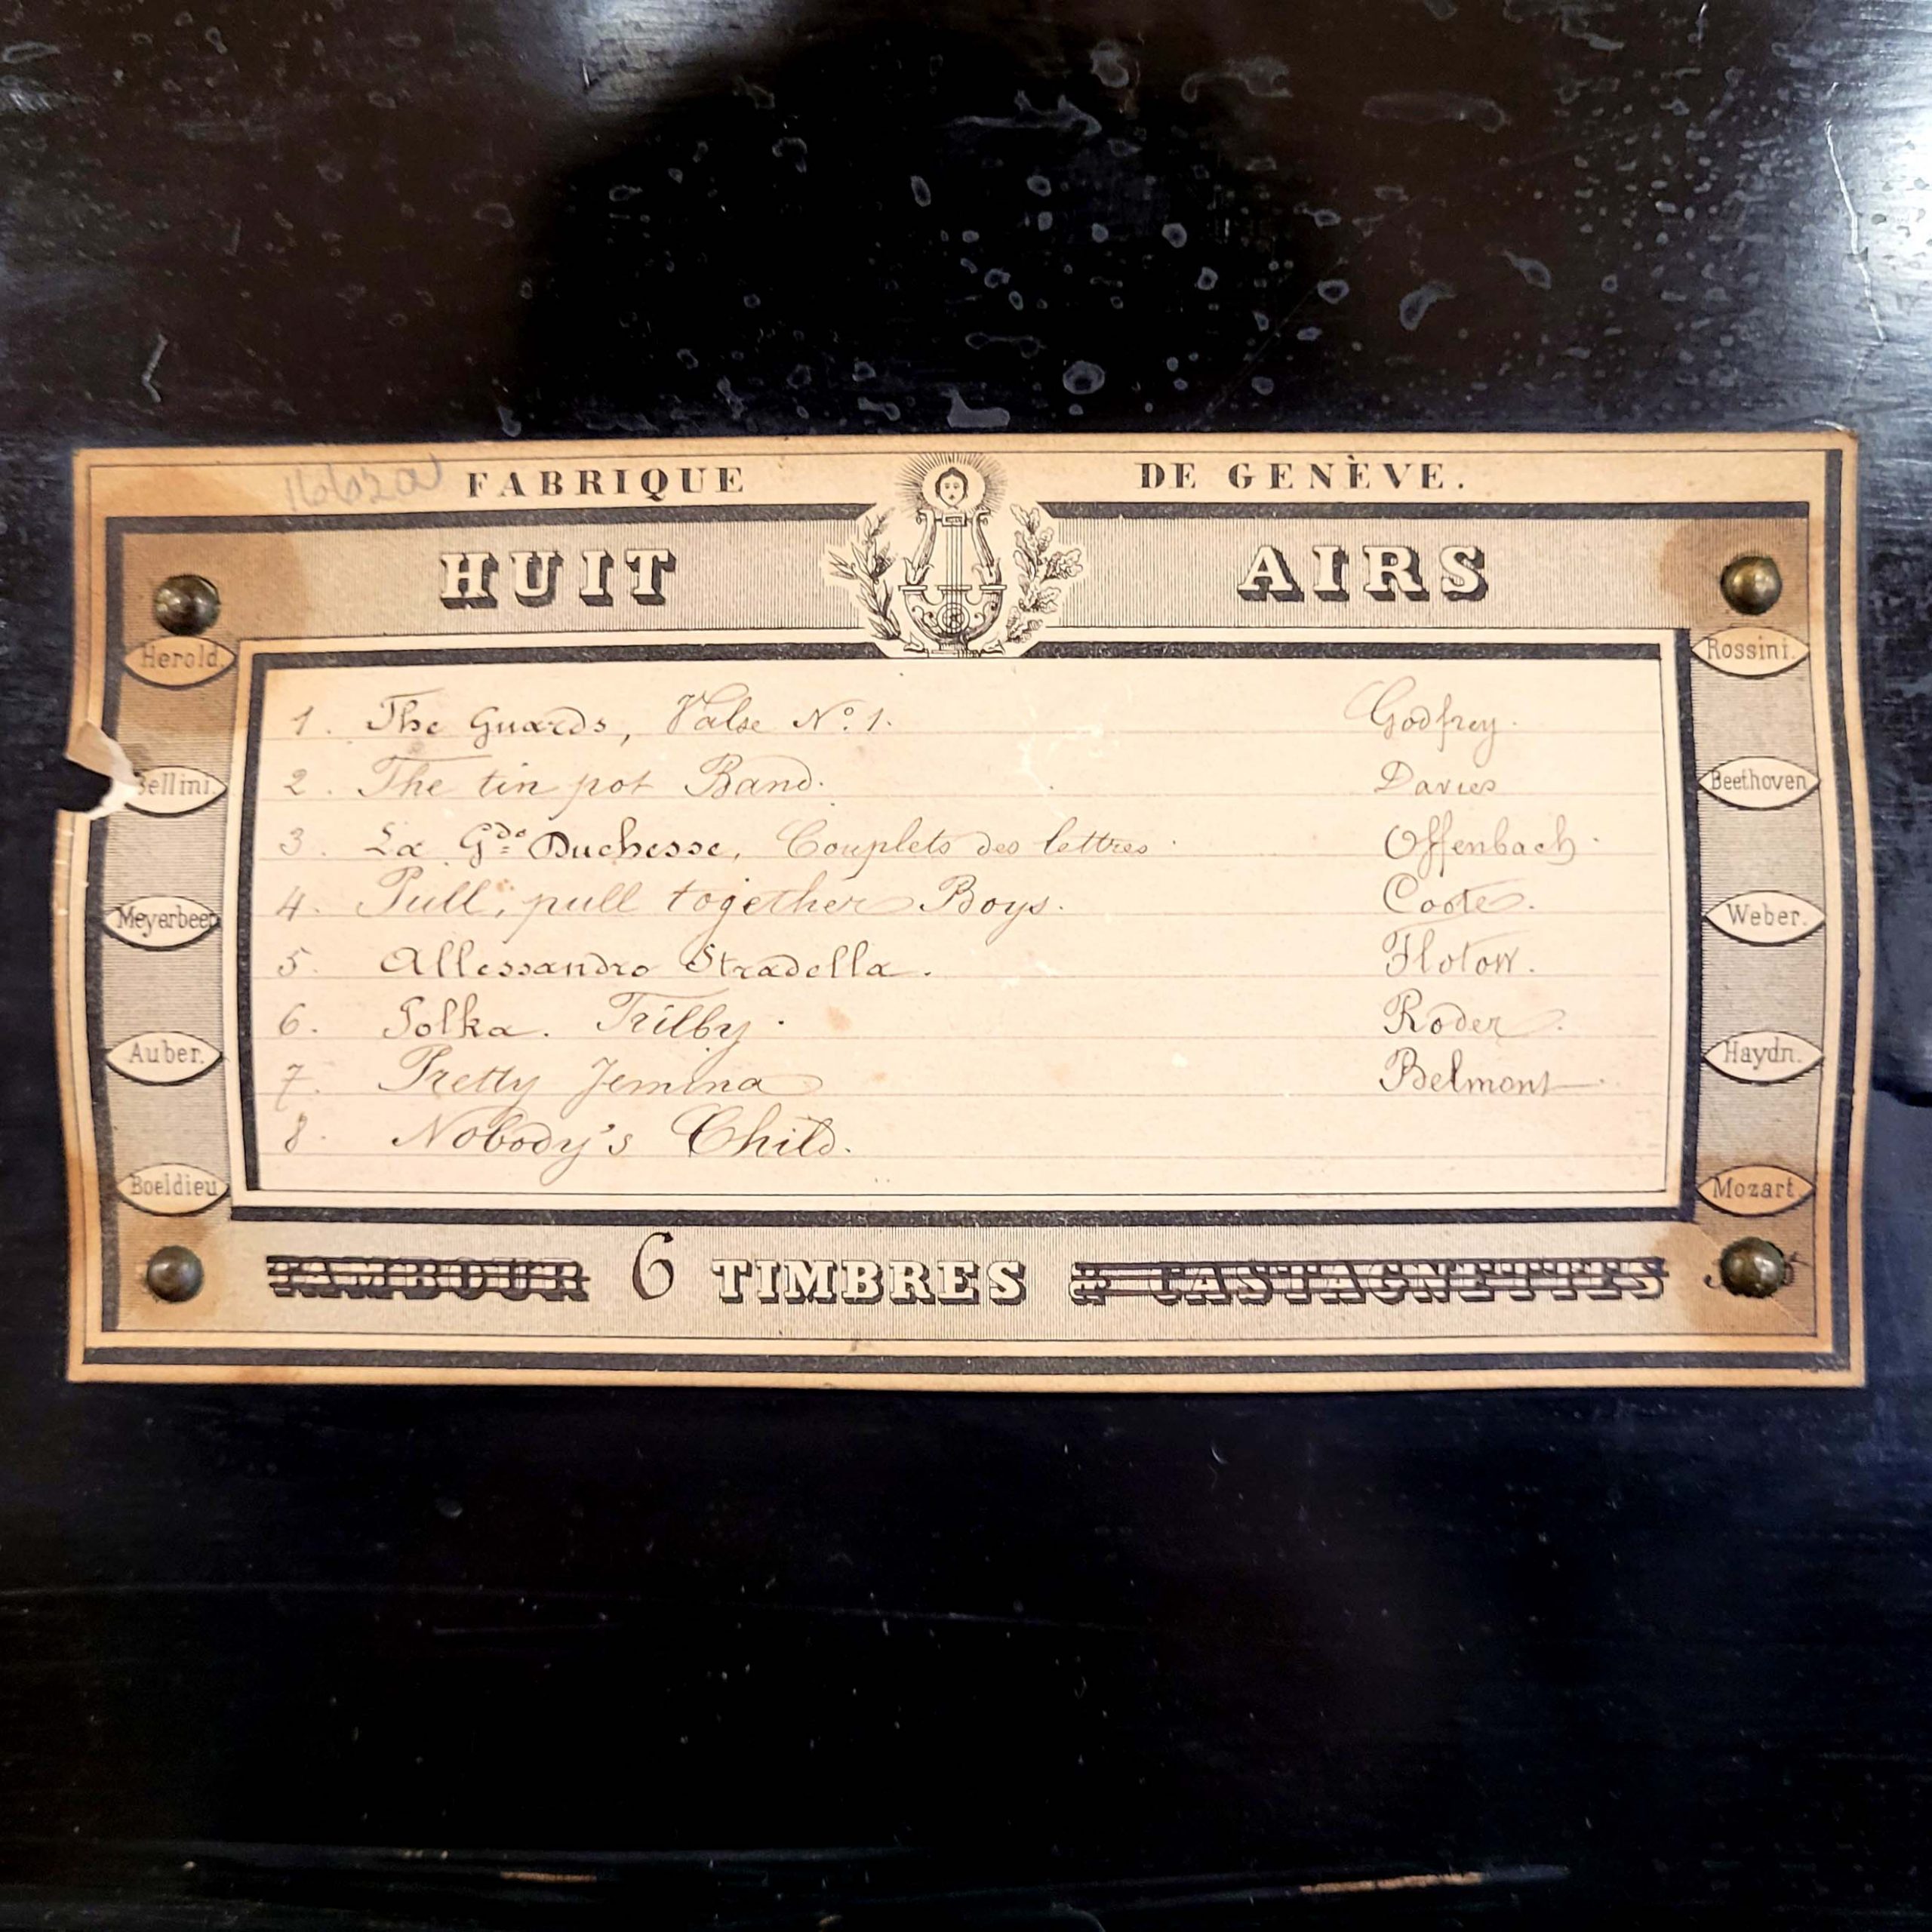 16620
FABRIQUE DE GENÈVE.
HUIT AIRS
Herold. Rossini.
1. The Guards, Valse Nº 1. Godfrey.
2. The tin pot Band. Davies
Bellini. Beethoven
3. La Gde Duchesse, Couplets des lettres. Offenbach.
4. Pull, pull together Boys. Coote.
Meyerbeer Weber.
5. Allessandro Stradella. Flotow.
6. Polka. Trilby. Roder.
Auber. Haydn.
7. Pretty Jemina Belmont
8. Nobody's Child.
Boeldieu Mozart.
TAMBOUR 6 TIMBRES & CASTAGNETTES